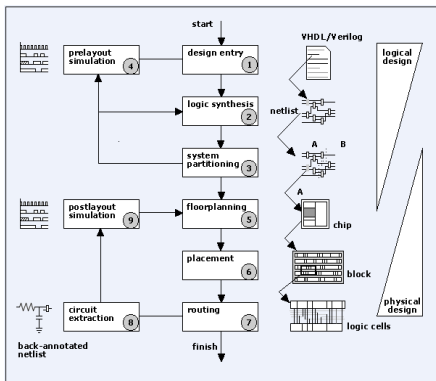 start
VHDL/Verilog
prelayout
simulation
4
design entry
1
logical
design
logic synthesis
2
netlist
A
B
system
partitioning
3
A
postlayout
simulation
9
floorplanning
5
chip
placement
6
block
physical
design
circuit
extraction
8
routing
7
logic cells
back-annotated
netlist
finish